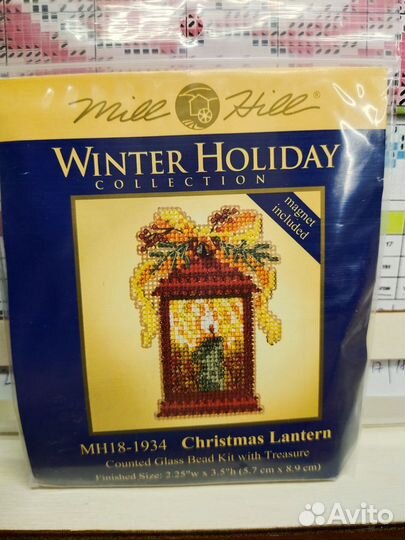 Mill Hill®
WINTER HOLIDAY
COLLECTION
magnet
included
MH18-1934 Christmas Lantern
Counted Glass Bead Kit with Treasure
Finished Size: 2.25"w x 3.5"h (5.7 cm x 8.9 cm)
Avito